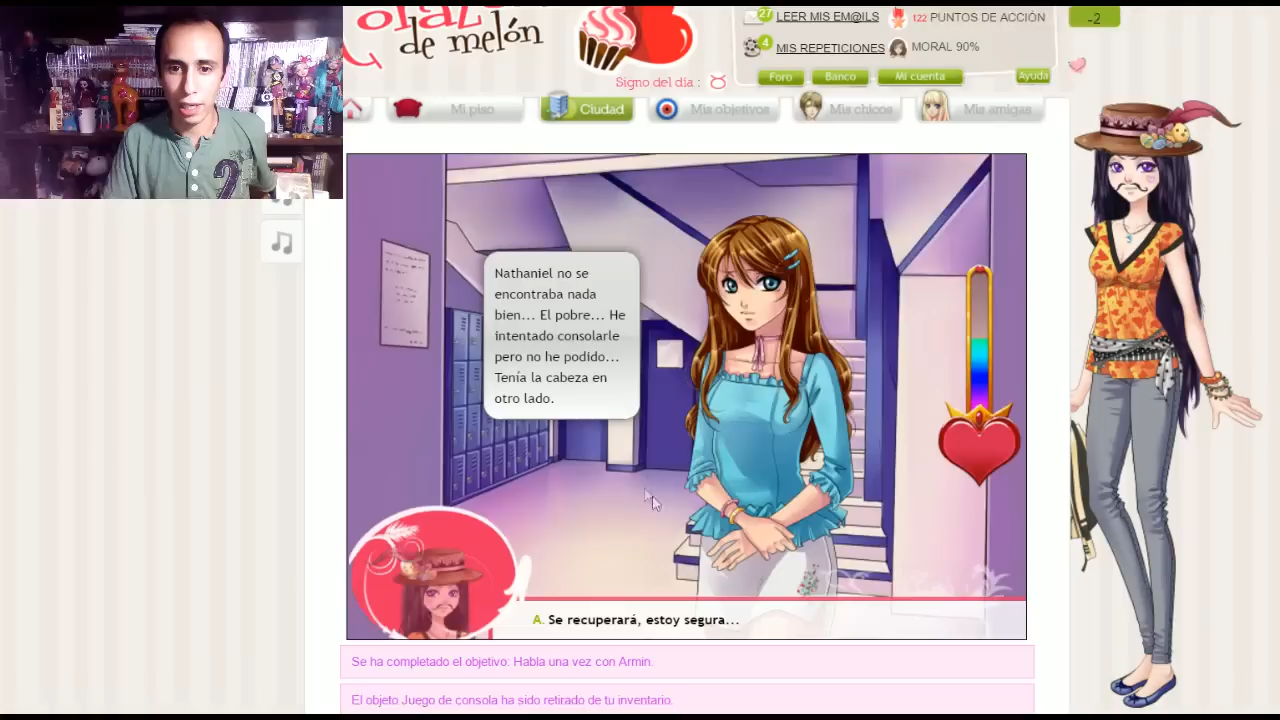 de melón
Signo del día :
27 LEER MIS EM@ILS
122 PUNTOS DE ACCIÓN
-2
4 MIS REPETICIONES
MORAL 90%
Foro
Banco
Mi cuenta
Ayuda
Mi piso
Ciudad
Mis objetivos
Mis chicos
Mis amigas
Nathaniel no se
encontraba nada
bien... El pobre... He
intentado consolarle
pero no he podido...
Tenía la cabeza en
otro lado.
A. Se recuperará, estoy segura...
Se ha completado el objetivo: Habla una vez con Armin.
El objeto Juego de consola ha sido retirado de tu inventario.
2